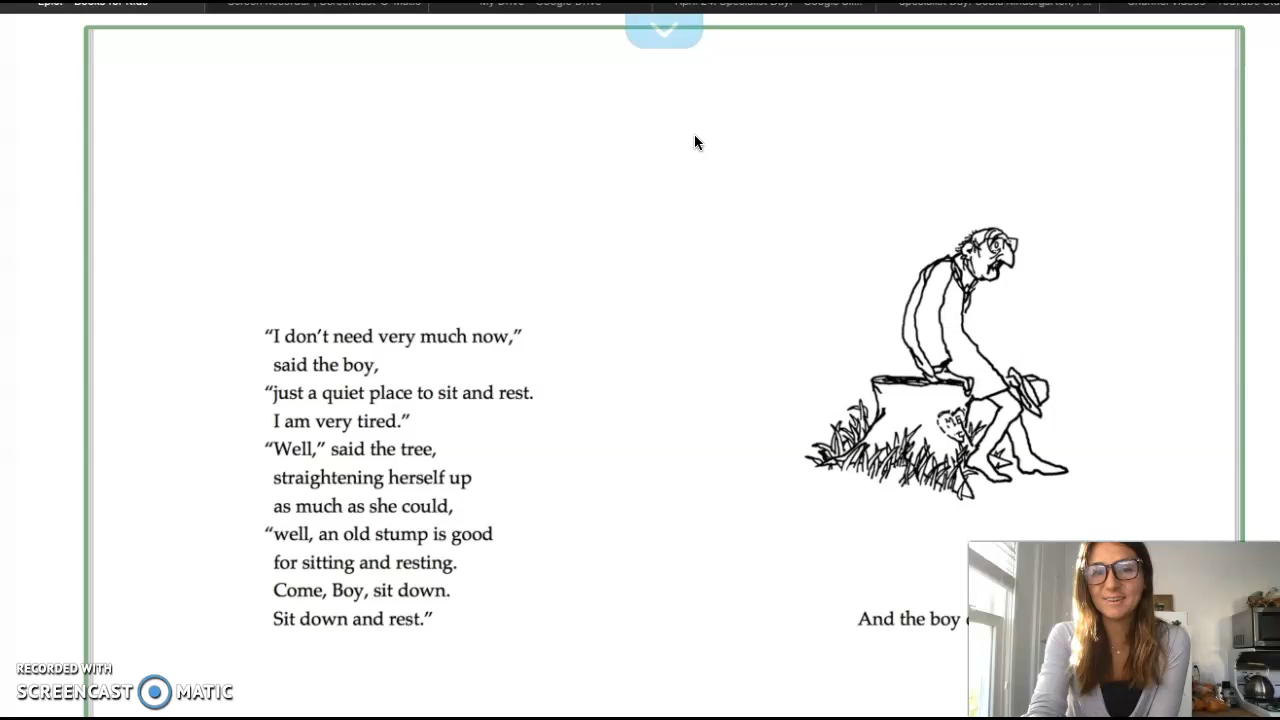 “I don’t need very much now,”
said the boy,
“just a quiet place to sit and rest.
I am very tired.”
“Well,” said the tree,
straightening herself up
as much as she could,
“well, an old stump is good
for sitting and resting.
Come, Boy, sit down.
Sit down and rest.”
And the boy
RECORDED WITH
SCREENCAST MATIC